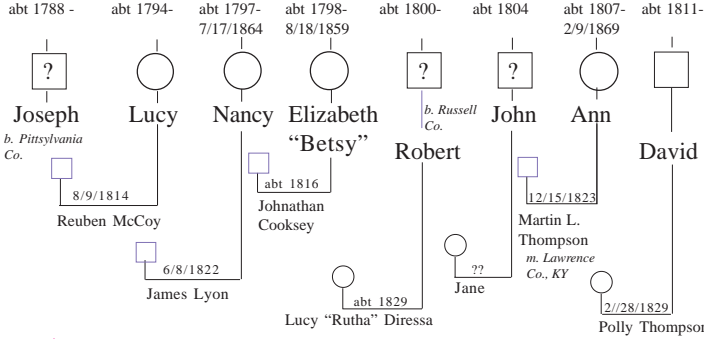 abt 1788 - abt 1794- abt 1797- abt 1798- abt 1800- abt 1804 abt 1807- abt 1811-
7/17/1864 8/18/1859 2/9/1869
? ? ?
Joseph Lucy Nancy Elizabeth b. Russell John Ann
b. Pittsylvania “Betsy” Co.
Co. Robert David
8/9/1814 abt 1816 12/15/1823
Reuben McCoy Johnathan Martin L.
Cooksey Thompson
6/8/1822 ?? m. Lawrence
James Lyon Jane Co., KY
abt 1829 2//28/1829
Lucy “Rutha” Diressa Polly Thompson